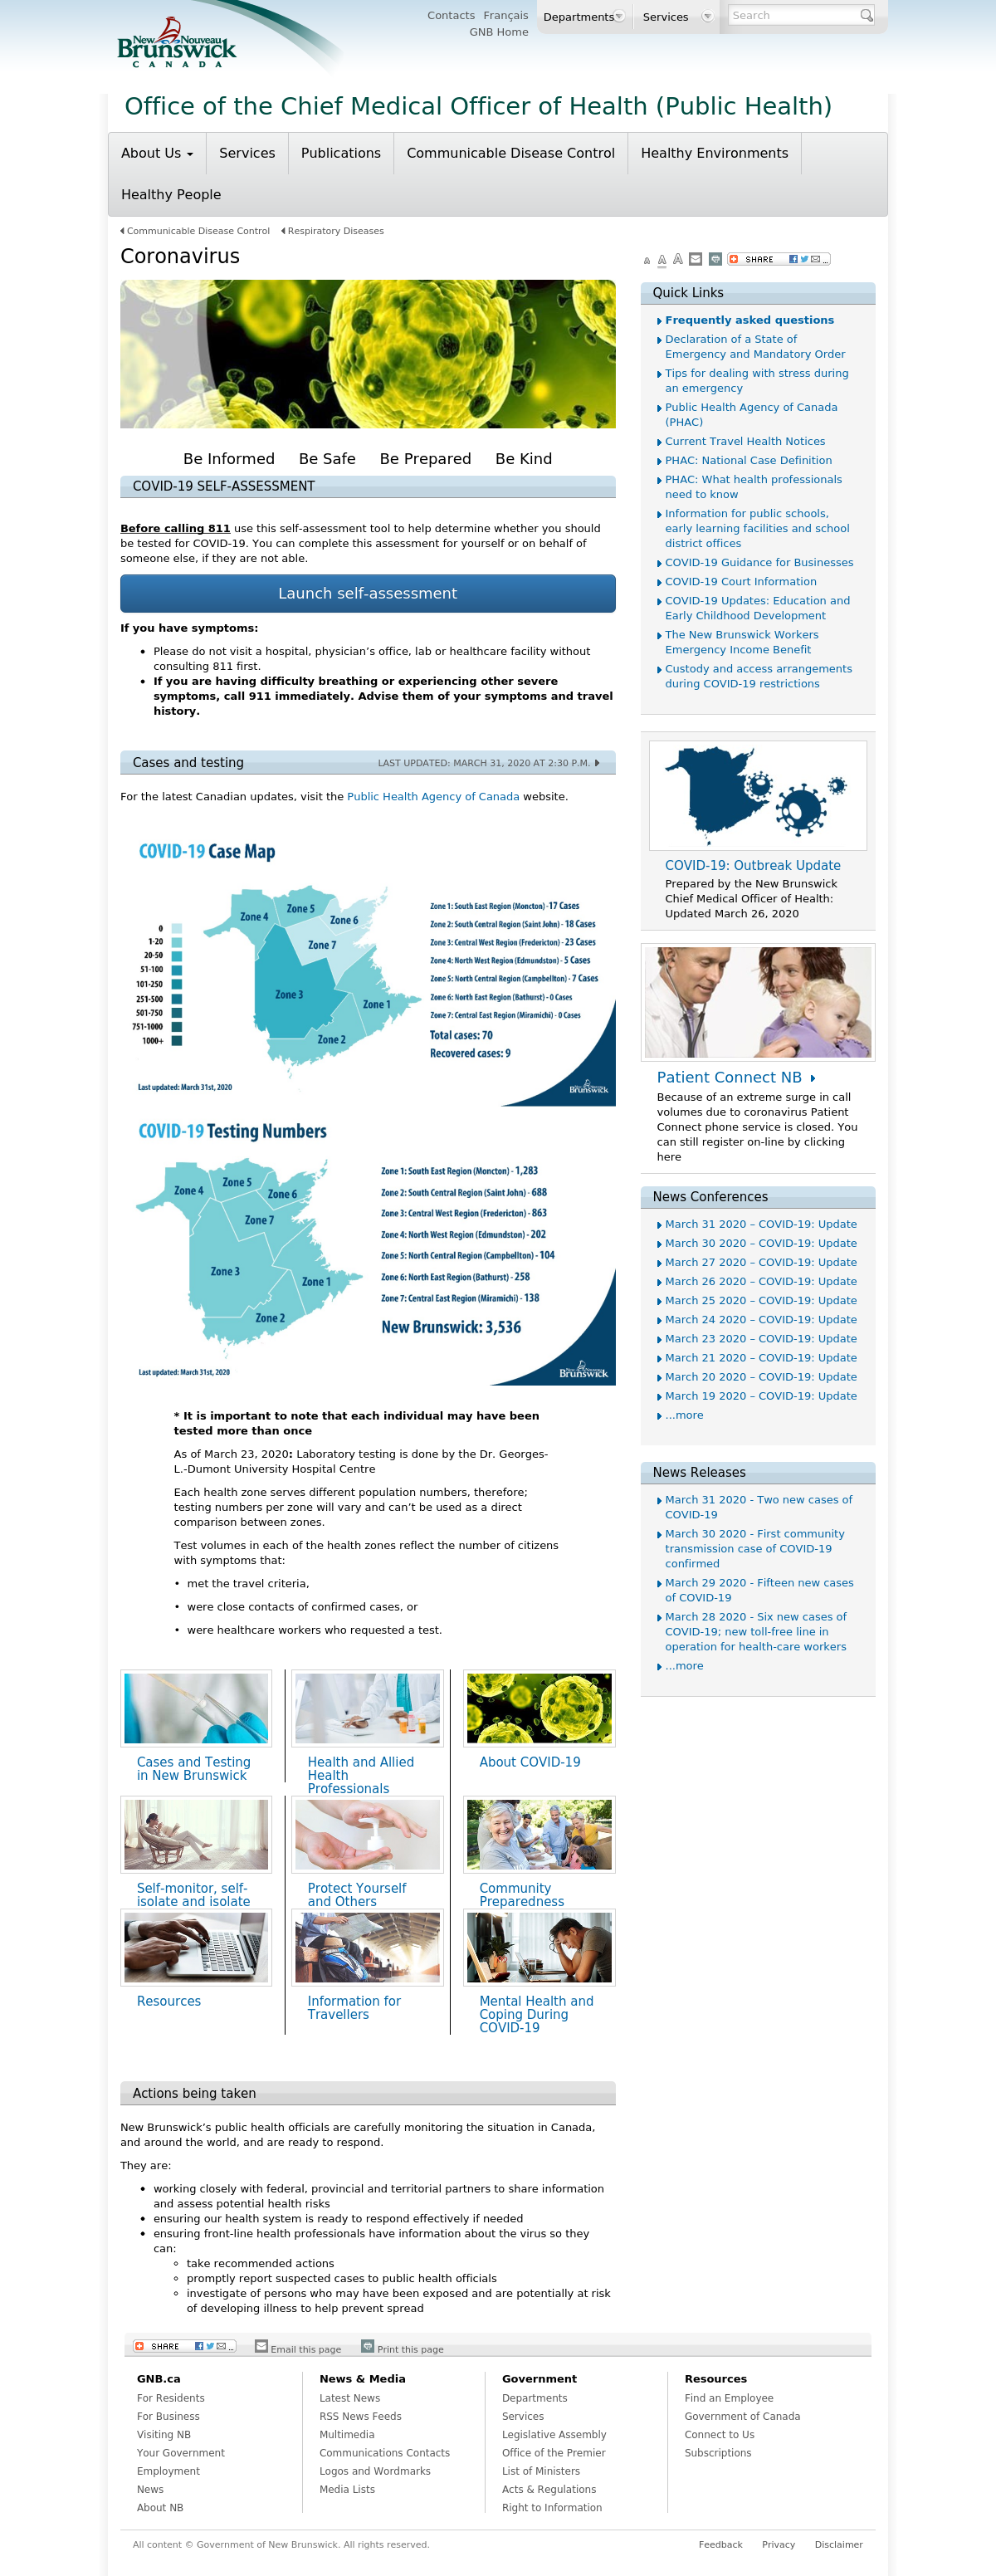 New Nouveau
Brunswick
CANADA
Contacts Français
GNB Home
Departments
Services
Search
Office of the Chief Medical Officer of Health (Public Health)
About Us
Services
Publications
Communicable Disease Control
Healthy Environments
Healthy People
Communicable Disease Control
Respiratory Diseases
Coronavirus
Be Informed Be Safe Be Prepared Be Kind
COVID-19 SELF-ASSESSMENT
Before calling 811 use this self-assessment tool to help determine whether you should
be tested for COVID-19. You can complete this assessment for yourself or on behalf of
someone else, if they are not able.
Launch self-assessment
If you have symptoms:
• Please do not visit a hospital, physician's office, lab or healthcare facility without
consulting 811 first.
• If you are having difficulty breathing or experiencing other severe
symptoms, call 911 immediately. Advise them of your symptoms and travel
history.
Cases and testing
LAST UPDATED: MARCH 31, 2020 AT 2:30 P.M.
For the latest Canadian updates, visit the Public Health Agency of Canada website.
COVID-19 Case Map
0
1-20
20-50
51-100
101-250
251-500
501-750
751-1000
1000+
Zone 4
Zone 5
Zone 6
Zone 7
Zone 3
Zone 1
Zone 2
Zone 1: South East Region (Moncton) -17 Cases
Zone 2: South Central Region (Saint John) - 18 Cases
Zone 3: Central West Region (Fredericton) - 23 Cases
Zone 4: North West Region (Edmundston) - 5 Cases
Zone 5: North Central Region (Campbellton) - 7 Cases
Zone 6: North East Region (Bathurst) - 0 Cases
Zone 7: Central East Region (Miramichi) - 0 Cases
Total cases: 70
Recovered cases: 9
Last updated: March 31st, 2020
Brunswick
COVID-19 Testing Numbers
Zone 4
Zone 5
Zone 6
Zone 7
Zone 3
Zone 1
Zone 2
Zone 1: South East Region (Moncton) - 1,283
Zone 2: South Central Region (Saint John) - 688
Zone 3: Central West Region (Fredericton) - 863
Zone 4: North West Region (Edmundston) - 202
Zone 5: North Central Region (Campbellton) - 104
Zone 6: North East Region (Bathurst) - 258
Zone 7: Central East Region (Miramichi) - 138
New Brunswick: 3,536
Last updated: March 31st, 2020
Brunswick
* It is important to note that each individual may have been
tested more than once
As of March 23, 2020: Laboratory testing is done by the Dr. Georges-
L.-Dumont University Hospital Centre
Each health zone serves different population numbers, therefore;
testing numbers per zone will vary and can't be used as a direct
comparison between zones.
Test volumes in each of the health zones reflect the number of citizens
with symptoms that:
• met the travel criteria,
• were close contacts of confirmed cases, or
• were healthcare workers who requested a test.
Cases and Testing
in New Brunswick
Health and Allied
Health
Professionals
About COVID-19
Self-monitor, self-
isolate and isolate
Protect Yourself
and Others
Community
Preparedness
Resources
Information for
Travellers
Mental Health and
Coping During
COVID-19
Actions being taken
New Brunswick's public health officials are carefully monitoring the situation in Canada,
and around the world, and are ready to respond.
They are:
• working closely with federal, provincial and territorial partners to share information
and assess potential health risks
• ensuring our health system is ready to respond effectively if needed
• ensuring front-line health professionals have information about the virus so they
can:
◦ take recommended actions
◦ promptly report suspected cases to public health officials
◦ investigate of persons who may have been exposed and are potentially at risk
of developing illness to help prevent spread
A A A SHARE ...
Quick Links
Frequently asked questions
Declaration of a State of
Emergency and Mandatory Order
Tips for dealing with stress during
an emergency
Public Health Agency of Canada
(PHAC)
Current Travel Health Notices
PHAC: National Case Definition
PHAC: What health professionals
need to know
Information for public schools,
early learning facilities and school
district offices
COVID-19 Guidance for Businesses
COVID-19 Court Information
COVID-19 Updates: Education and
Early Childhood Development
The New Brunswick Workers
Emergency Income Benefit
Custody and access arrangements
during COVID-19 restrictions
COVID-19: Outbreak Update
Prepared by the New Brunswick
Chief Medical Officer of Health:
Updated March 26, 2020
Patient Connect NB
Because of an extreme surge in call
volumes due to coronavirus Patient
Connect phone service is closed. You
can still register on-line by clicking
here
News Conferences
March 31 2020 – COVID-19: Update
March 30 2020 – COVID-19: Update
March 27 2020 – COVID-19: Update
March 26 2020 – COVID-19: Update
March 25 2020 – COVID-19: Update
March 24 2020 – COVID-19: Update
March 23 2020 – COVID-19: Update
March 21 2020 – COVID-19: Update
March 20 2020 – COVID-19: Update
March 19 2020 – COVID-19: Update
...more
News Releases
March 31 2020 - Two new cases of
COVID-19
March 30 2020 - First community
transmission case of COVID-19
confirmed
March 29 2020 - Fifteen new cases
of COVID-19
March 28 2020 - Six new cases of
COVID-19; new toll-free line in
operation for health-care workers
...more
SHARE ...
Email this page
Print this page
GNB.ca
For Residents
For Business
Visiting NB
Your Government
Employment
News
About NB
News & Media
Latest News
RSS News Feeds
Multimedia
Communications Contacts
Logos and Wordmarks
Media Lists
Government
Departments
Services
Legislative Assembly
Office of the Premier
List of Ministers
Acts & Regulations
Right to Information
Resources
Find an Employee
Government of Canada
Connect to Us
Subscriptions
All content © Government of New Brunswick. All rights reserved.
Feedback Privacy Disclaimer